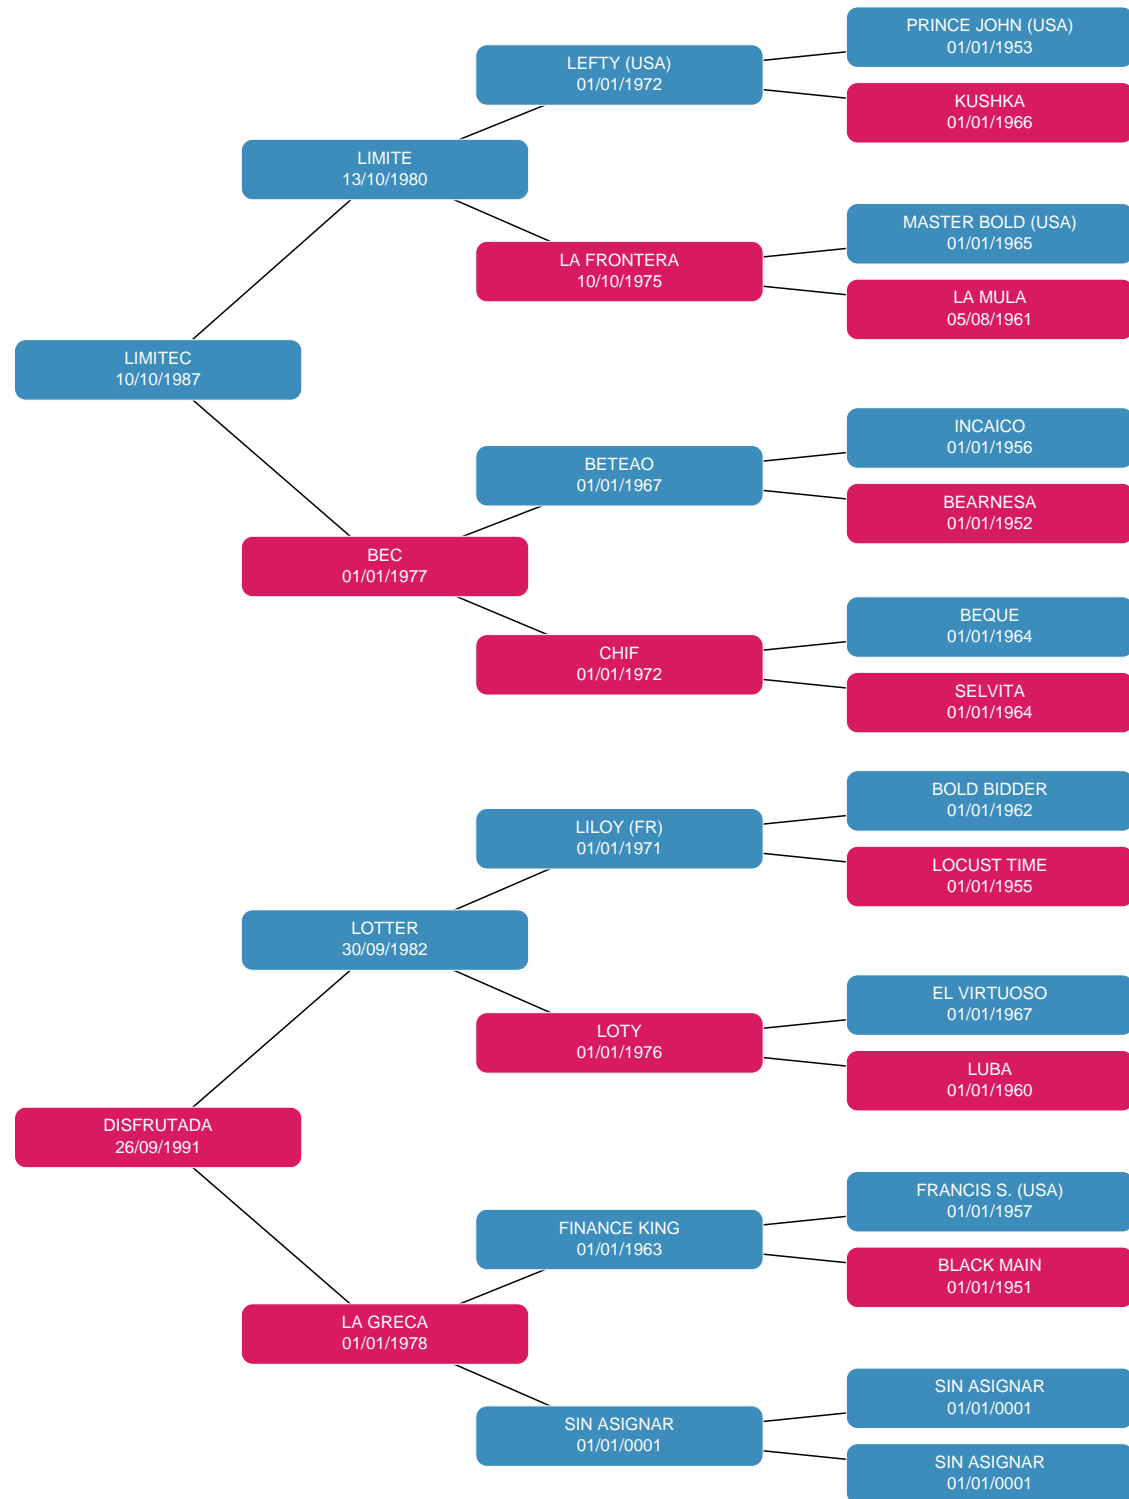 PRINCE JOHN (USA)
01/01/1953
LEFTY (USA)
01/01/1972
KUSHKA
01/01/1966
LIMITE
13/10/1980
MASTER BOLD (USA)
01/01/1965
LA FRONTERA
10/10/1975
LA MULA
05/08/1961
LIMITEC
10/10/1987
INCAICO
01/01/1956
BETEAO
01/01/1967
BEARNESA
01/01/1952
BEC
01/01/1977
BEQUE
01/01/1964
CHIF
01/01/1972
SELVITA
01/01/1964
BOLD BIDDER
01/01/1962
LILOY (FR)
01/01/1971
LOCUST TIME
01/01/1955
LOTTER
30/09/1982
EL VIRTUOSO
01/01/1967
LOTY
01/01/1976
LUBA
01/01/1960
DISFRUTADA
26/09/1991
FRANCIS S. (USA)
01/01/1957
FINANCE KING
01/01/1963
BLACK MAIN
01/01/1951
LA GRECA
01/01/1978
SIN ASIGNAR
01/01/0001
SIN ASIGNAR
01/01/0001
SIN ASIGNAR
01/01/0001